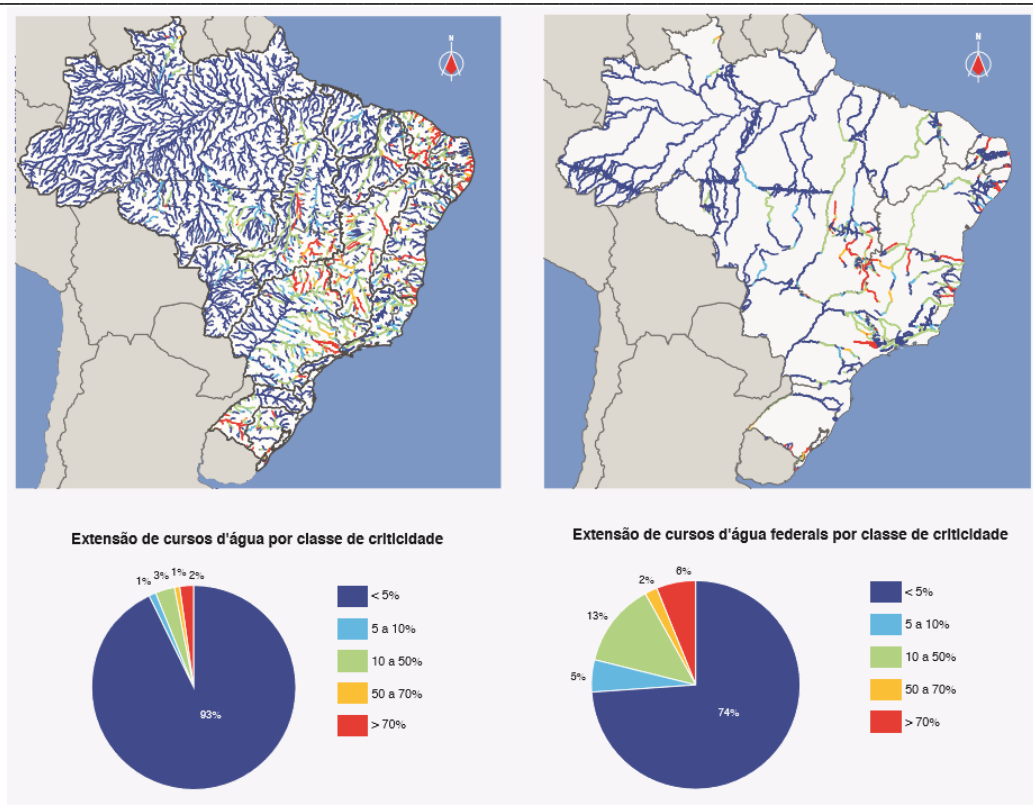 N
N
Extensão de cursos d'água por classe de criticidade
1%
3%
1%
2%
93%
< 5%
5 a 10%
10 a 50%
50 a 70%
> 70%
Extensão de cursos d'água federais por classe de criticidade
6%
2%
13%
5%
74%
< 5%
5 a 10%
10 a 50%
50 a 70%
> 70%